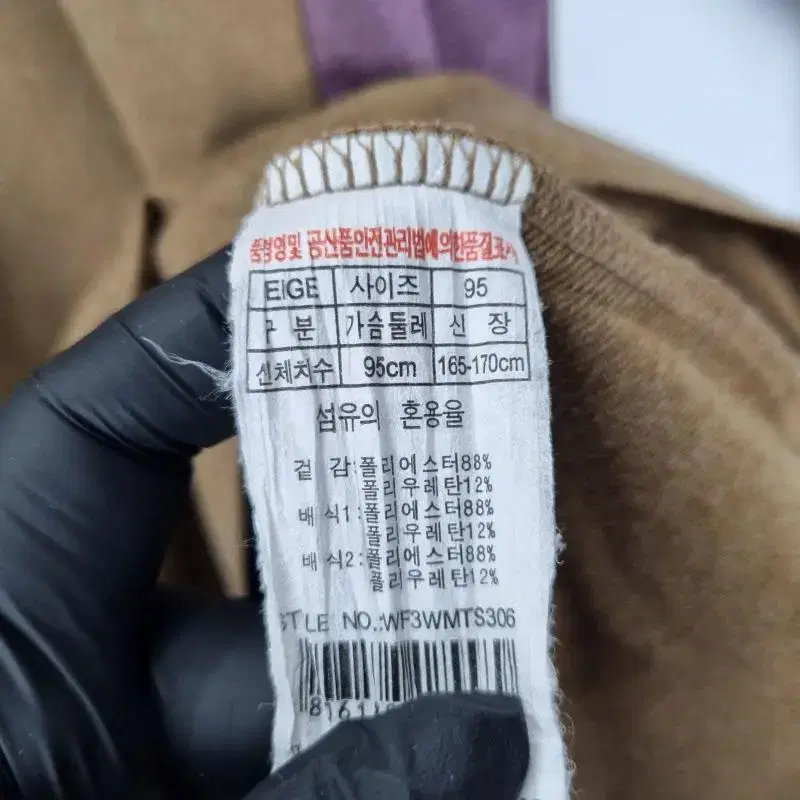 품질경영및 공산품안전관리법에의한품질표시
EIGE 사이즈 95
구 분 가슴둘레 신 장
신체치수 95cm 165-170cm
섬유의 혼용율
겉 감:폴리에스터88%
폴리우레탄12%
배 식1:폴리에스터88%
폴리우레탄12%
배 식2:폴리에스터88%
폴리우레탄12%
STLE NO.:WF3WMTS306
8161